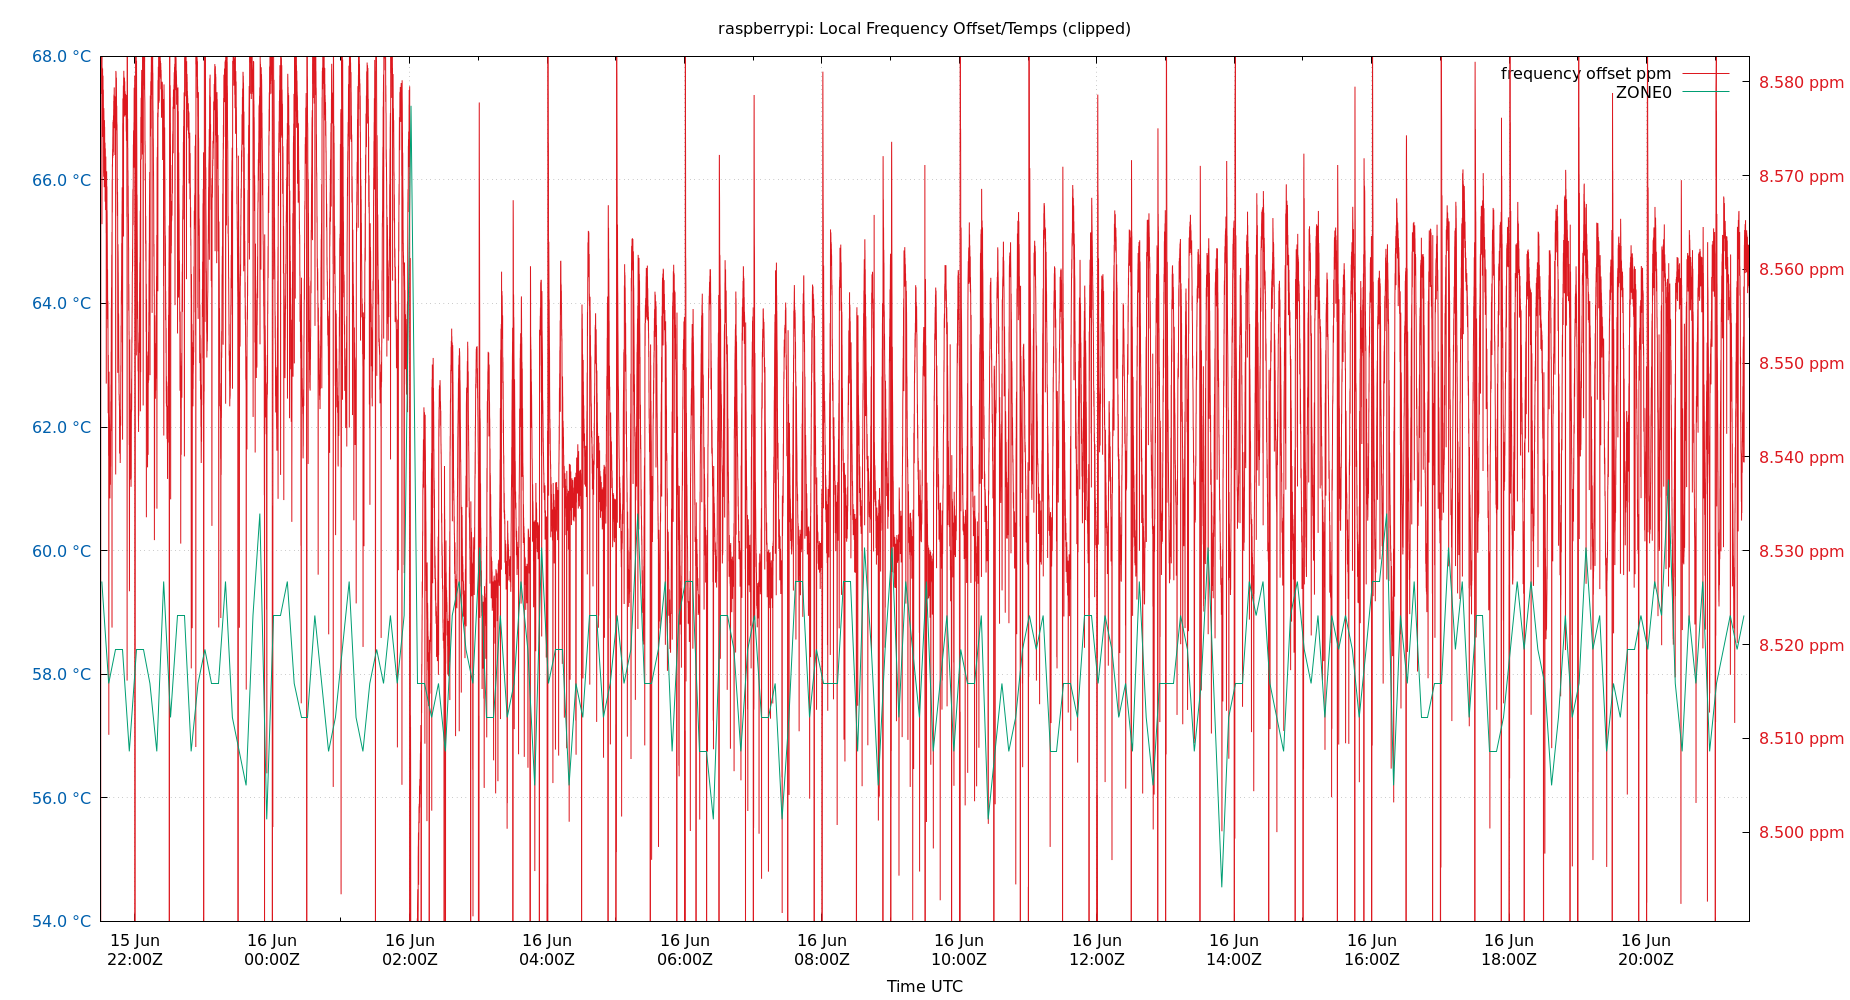 raspberrypi: Local Frequency Offset/Temps (clipped)
frequency offset ppm
ZONE0
68.0 °C
66.0 °C
64.0 °C
62.0 °C
60.0 °C
58.0 °C
56.0 °C
54.0 °C
8.580 ppm
8.570 ppm
8.560 ppm
8.550 ppm
8.540 ppm
8.530 ppm
8.520 ppm
8.510 ppm
8.500 ppm
15 Jun
22:00Z
16 Jun
00:00Z
16 Jun
02:00Z
16 Jun
04:00Z
16 Jun
06:00Z
16 Jun
08:00Z
16 Jun
10:00Z
16 Jun
12:00Z
16 Jun
14:00Z
16 Jun
16:00Z
16 Jun
18:00Z
16 Jun
20:00Z
Time UTC